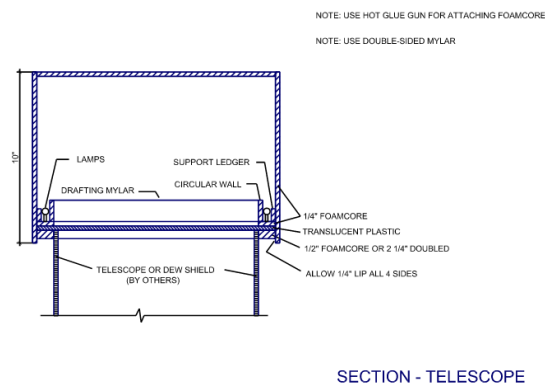 NOTE: USE HOT GLUE GUN FOR ATTACHING FOAMCORE
NOTE: USE DOUBLE-SIDED MYLAR
10"
LAMPS
SUPPORT LEDGER
DRAFTING MYLAR
CIRCULAR WALL
1/4" FOAMCORE
TRANSLUCENT PLASTIC
1/2" FOAMCORE OR 2 1/4" DOUBLED
TELESCOPE OR DEW SHIELD
(BY OTHERS)
ALLOW 1/4" LIP ALL 4 SIDES
SECTION - TELESCOPE